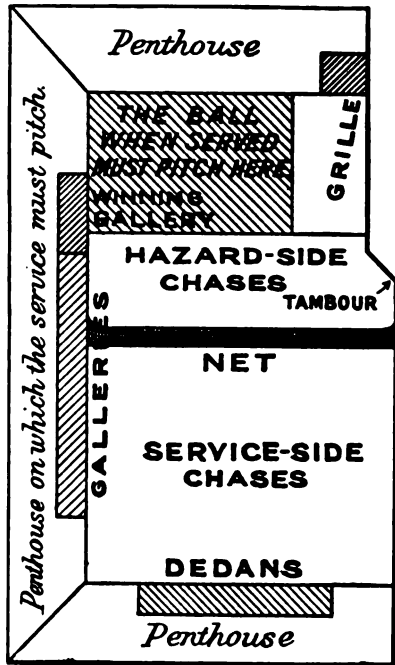 Penthouse
Penthouse on which the service must pitch.
THE BALL
WHEN SERVED
MUST PITCH HERE
WINNING
GALLERY
GRILLE
HAZARD-SIDE
CHASES
TAMBOUR
GALLERIES
NET
SERVICE-SIDE
CHASES
DEDANS
Penthouse